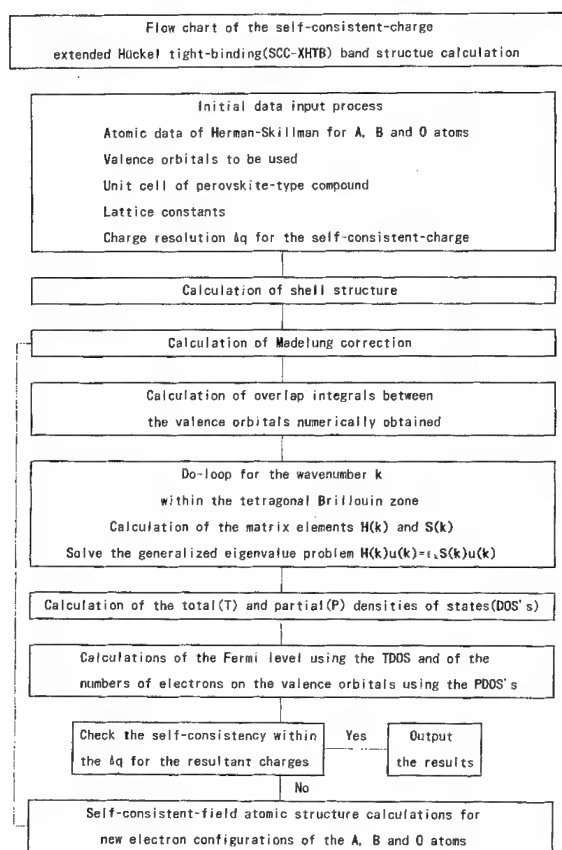 Flow chart of the self-consistent-charge
extended Hückel tight-binding(SCC-XHTB) band structue calculation
Initial data input process
Atomic data of Herman-Skillman for A, B and O atoms
Valence orbitals to be used
Unit cell of perovskite-type compound
Lattice constants
Charge resolution Δq for the self-consistent-charge
Calculation of shell structure
Calculation of Madelung correction
Calculation of overlap integrals between
the valence orbitals numerically obtained
Do-loop for the wavenumber k
within the tetragonal Brillouin zone
Calculation of the matrix elements H(k) and S(k)
Solve the generalized eigenvalue problem H(k)u(k)=εₖS(k)u(k)
Calculation of the total(T) and partial(P) densities of states(DOS's)
Calculations of the Fermi level using the TDOS and of the
numbers of electrons on the valence orbitals using the PDOS's
Check the self-consistency within
the Δq for the resultant charges
Yes
Output
the results
No
Self-consistent-field atomic structure calculations for
new electron configurations of the A, B and O atoms